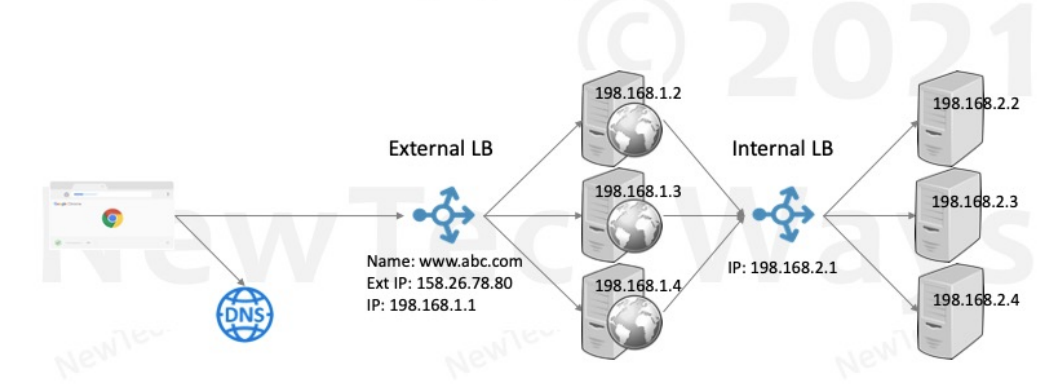 © 2021
198.168.1.2
198.168.2.2
External LB
Internal LB
198.168.1.3
198.168.2.3
NewTec Ways
Name: www.abc.com
Ext IP: 158.26.78.80
IP: 198.168.1.1
IP: 198.168.2.1
198.168.1.4
198.168.2.4
DNS
NewTec
NewTec
NewT